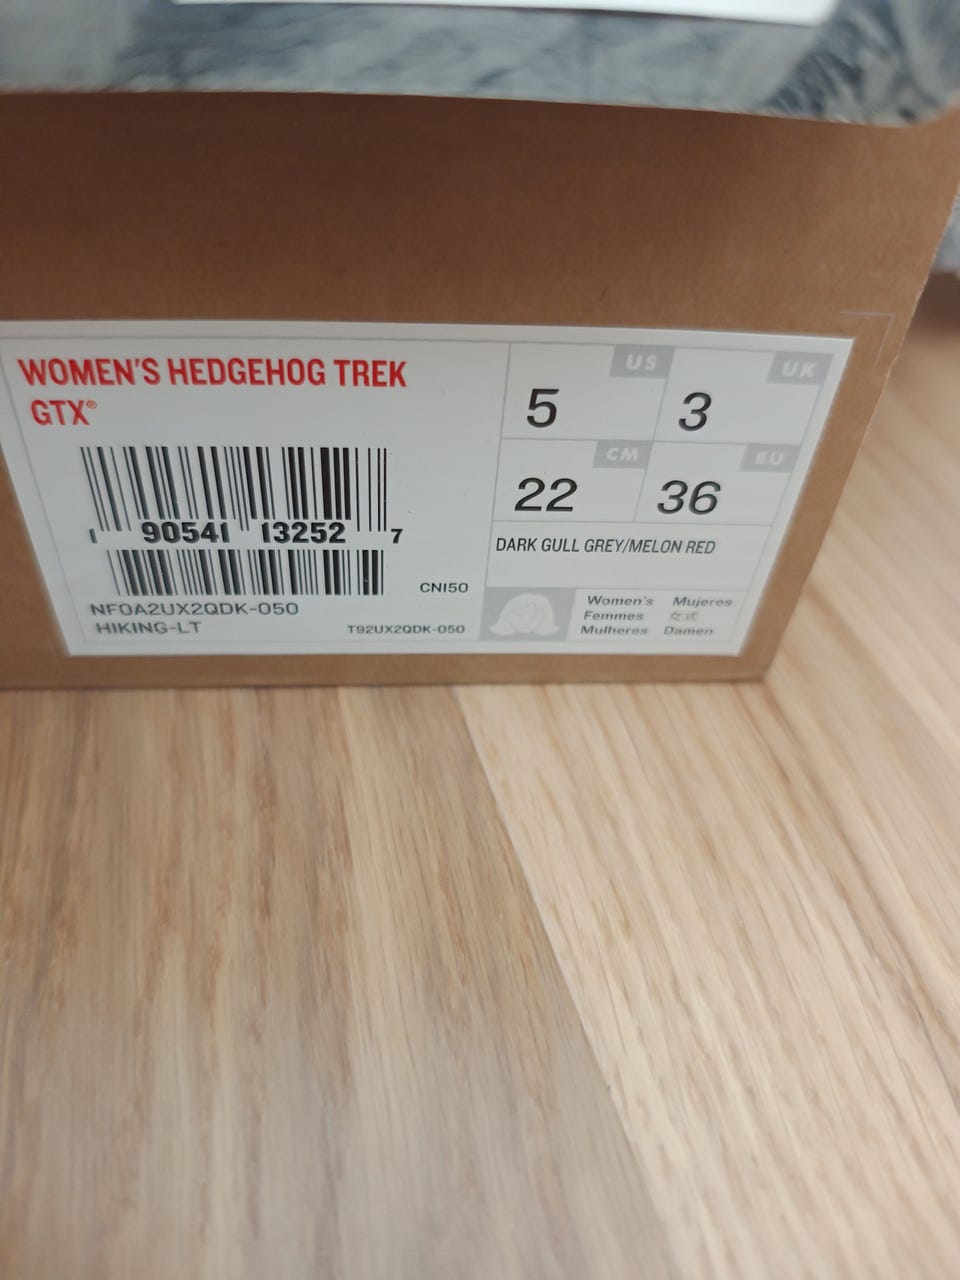 WOMEN'S HEDGEHOG TREK
GTX®
1 90541 13252 7
CN150
NF0A2UX2QDK-050
HIKING-LT
T92UX2QDK-050
US
5
UK
3
CM
22
EU
36
DARK GULL GREY/MELON RED
Women's Mujeres
Femmes 女式
Mulheres Damen